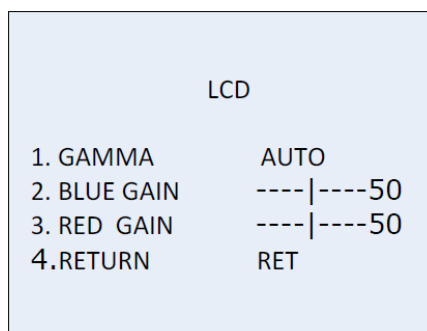 LCD
1. GAMMA AUTO
2. BLUE GAIN ----|----50
3. RED GAIN ----|----50
4.RETURN RET